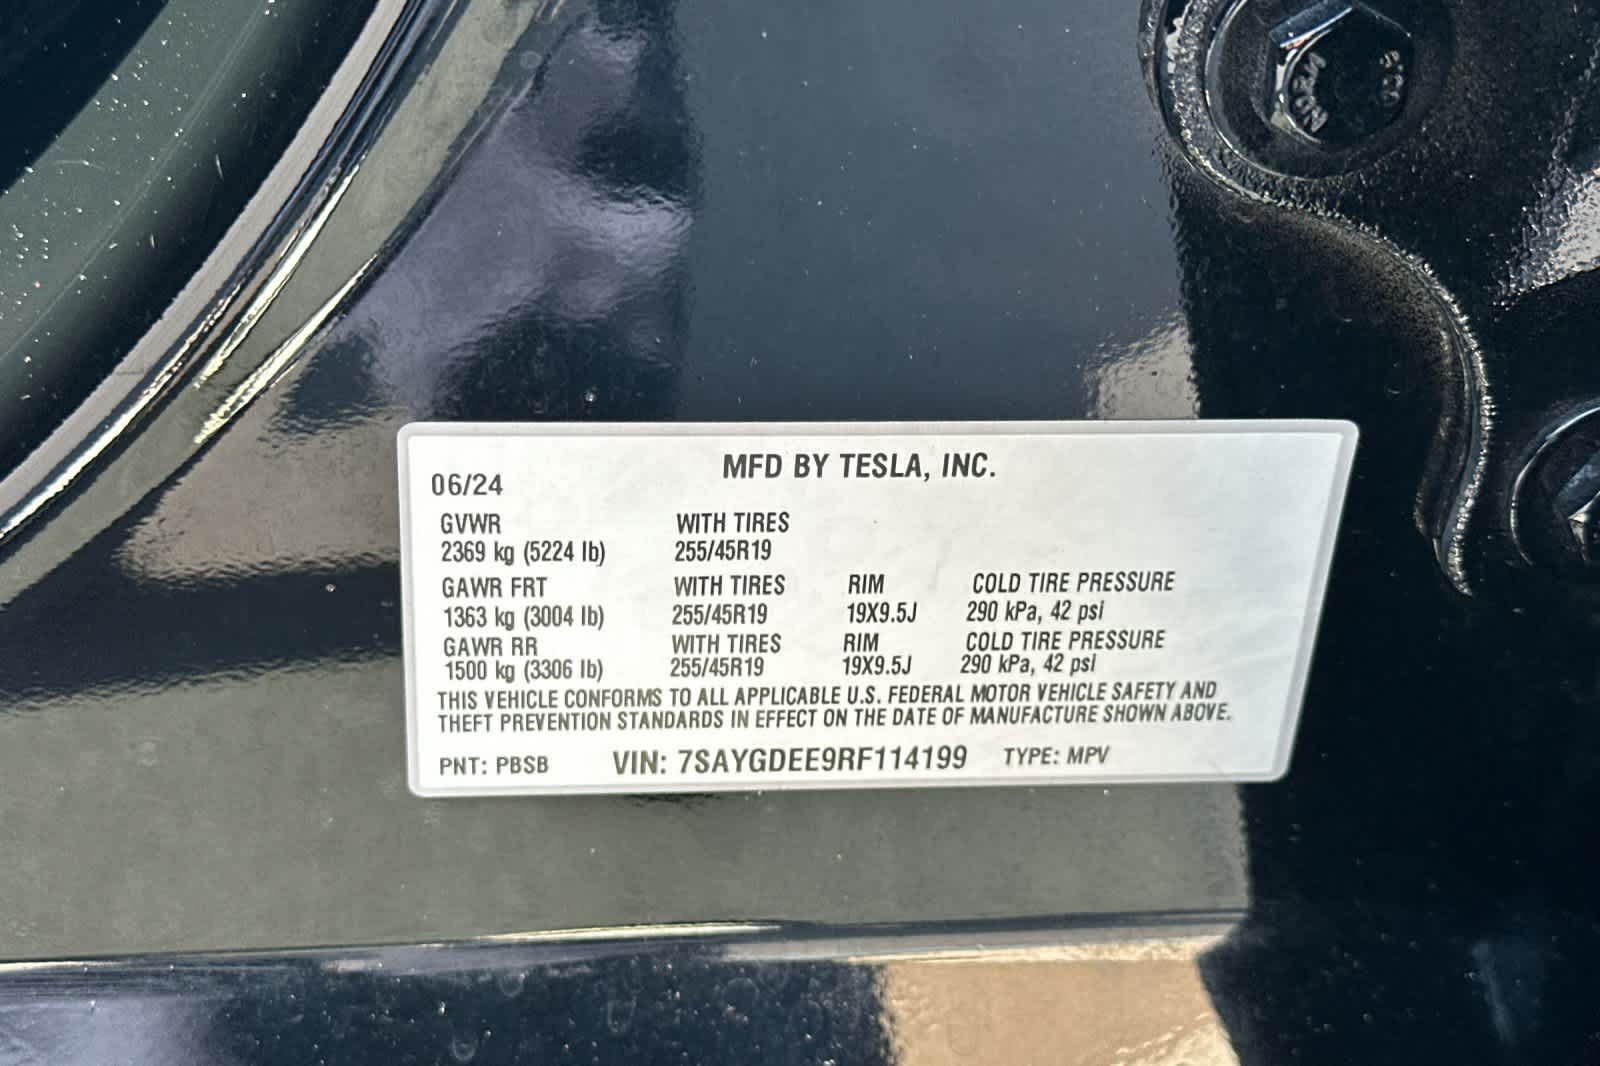 MFD BY TESLA, INC.
06/24
GVWR WITH TIRES
2369 kg (5224 lb) 255/45R19
GAWR FRT WITH TIRES RIM COLD TIRE PRESSURE
1363 kg (3004 lb) 255/45R19 19X9.5J 290 kPa, 42 psi
GAWR RR WITH TIRES RIM COLD TIRE PRESSURE
1500 kg (3306 lb) 255/45R19 19X9.5J 290 kPa, 42 psi
THIS VEHICLE CONFORMS TO ALL APPLICABLE U.S. FEDERAL MOTOR VEHICLE SAFETY AND
THEFT PREVENTION STANDARDS IN EFFECT ON THE DATE OF MANUFACTURE SHOWN ABOVE.
PNT: PBSB VIN: 7SAYGDEE9RF114199 TYPE: MPV